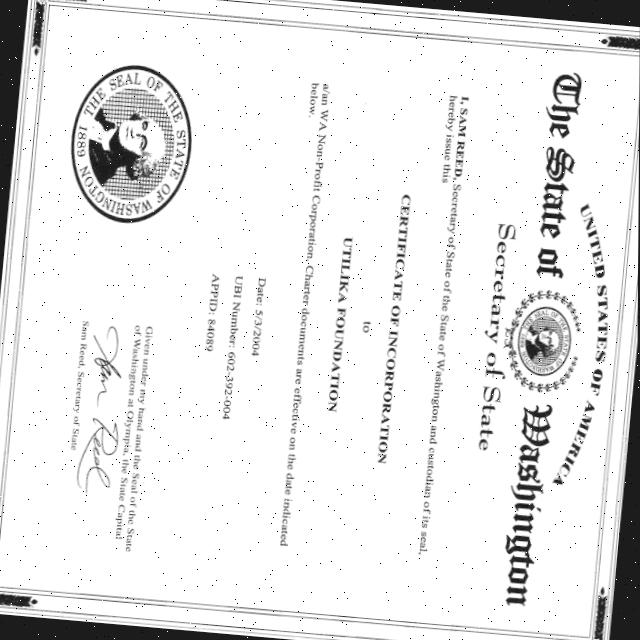 UNITED STATES OF AMERICA
The State of Washington
Secretary of State
I, SAM REED, Secretary of State of the State of Washington and custodian of its seal,
hereby issue this
CERTIFICATE OF INCORPORATION
to
UTILIKA FOUNDATION
a/an WA Non-Profit Corporation. Charter documents are effective on the date indicated
below.
Date: 5/3/2004
UBI Number: 602-392-004
APPID: 84089
THE SEAL OF THE STATE OF WASHINGTON
1889
Given under my hand and the Seal of the State
of Washington at Olympia, the State Capital
Sam Reed
Sam Reed, Secretary of State